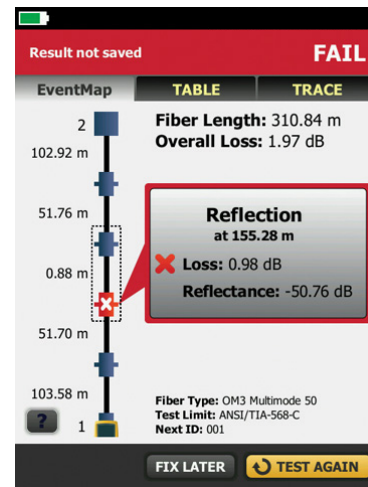 Result not saved
FAIL
EventMap
TABLE
TRACE
2
Fiber Length: 310.84 m
Overall Loss: 1.97 dB
102.92 m
51.76 m
Reflection
at 155.28 m
Loss: 0.98 dB
Reflectance: -50.76 dB
0.88 m
51.70 m
103.58 m
Fiber Type: OM3 Multimode 50
Test Limit: ANSI/TIA-568-C
Next ID: 001
?
1
FIX LATER
TEST AGAIN